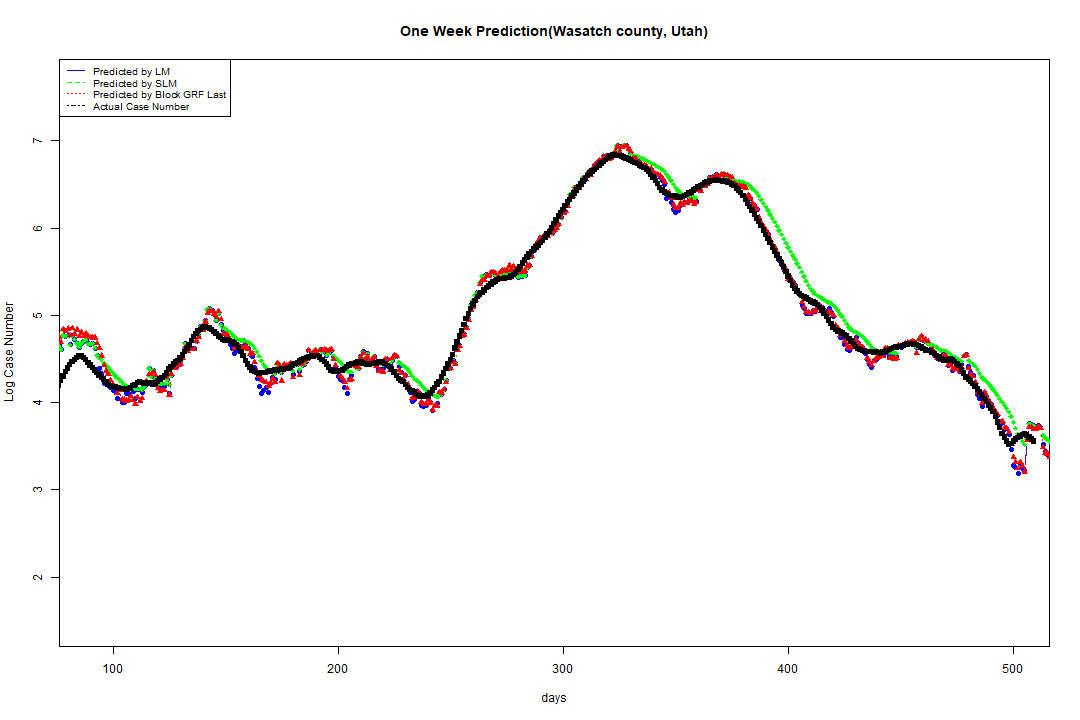 One Week Prediction(Wasatch county, Utah)
Predicted by LM
Predicted by SLM
Predicted by Block GRF Last
Actual Case Number
7
6
5
4
3
2
Log Case Number
100 200 300 400 500
days